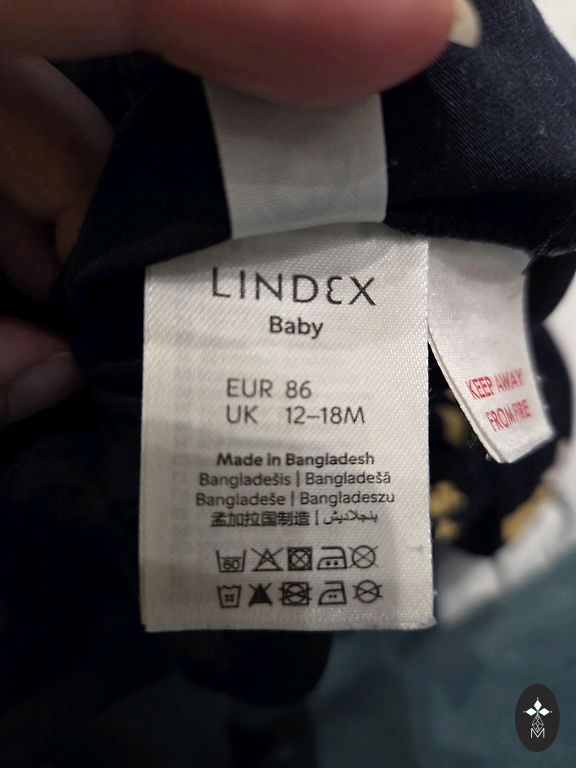 LINDEX
Baby
EUR 86
UK 12–18M
Made in Bangladesh
Bangladešis | Bangladešā
Bangladeše | Bangladeszu
孟加拉国制造 | بنجلاديش
60
KEEP AWAY
FROM FIRE
M